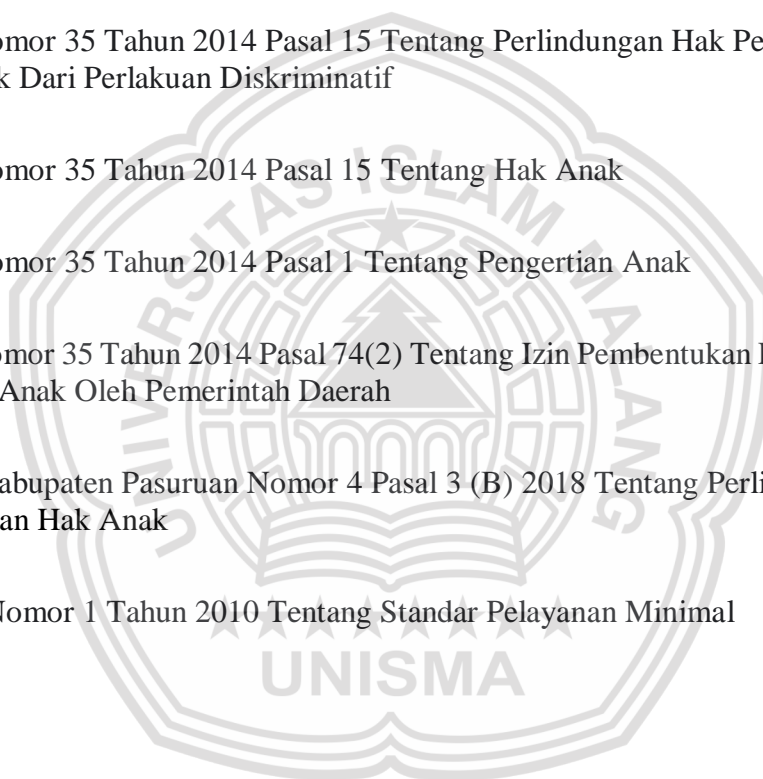 omor 35 Tahun 2014 Pasal 15 Tentang Perlindungan Hak Pe
k Dari Perlakuan Diskriminatif
omor 35 Tahun 2014 Pasal 15 Tentang Hak Anak
omor 35 Tahun 2014 Pasal 1 Tentang Pengertian Anak
omor 35 Tahun 2014 Pasal 74(2) Tentang Izin Pembentukan
Anak Oleh Pemerintah Daerah
abupaten Pasuruan Nomor 4 Pasal 3 (B) 2018 Tentang Perli
an Hak Anak
Nomor 1 Tahun 2010 Tentang Standar Pelayanan Minimal
UNIVERSITAS ISLAM MALANG
UNISMA